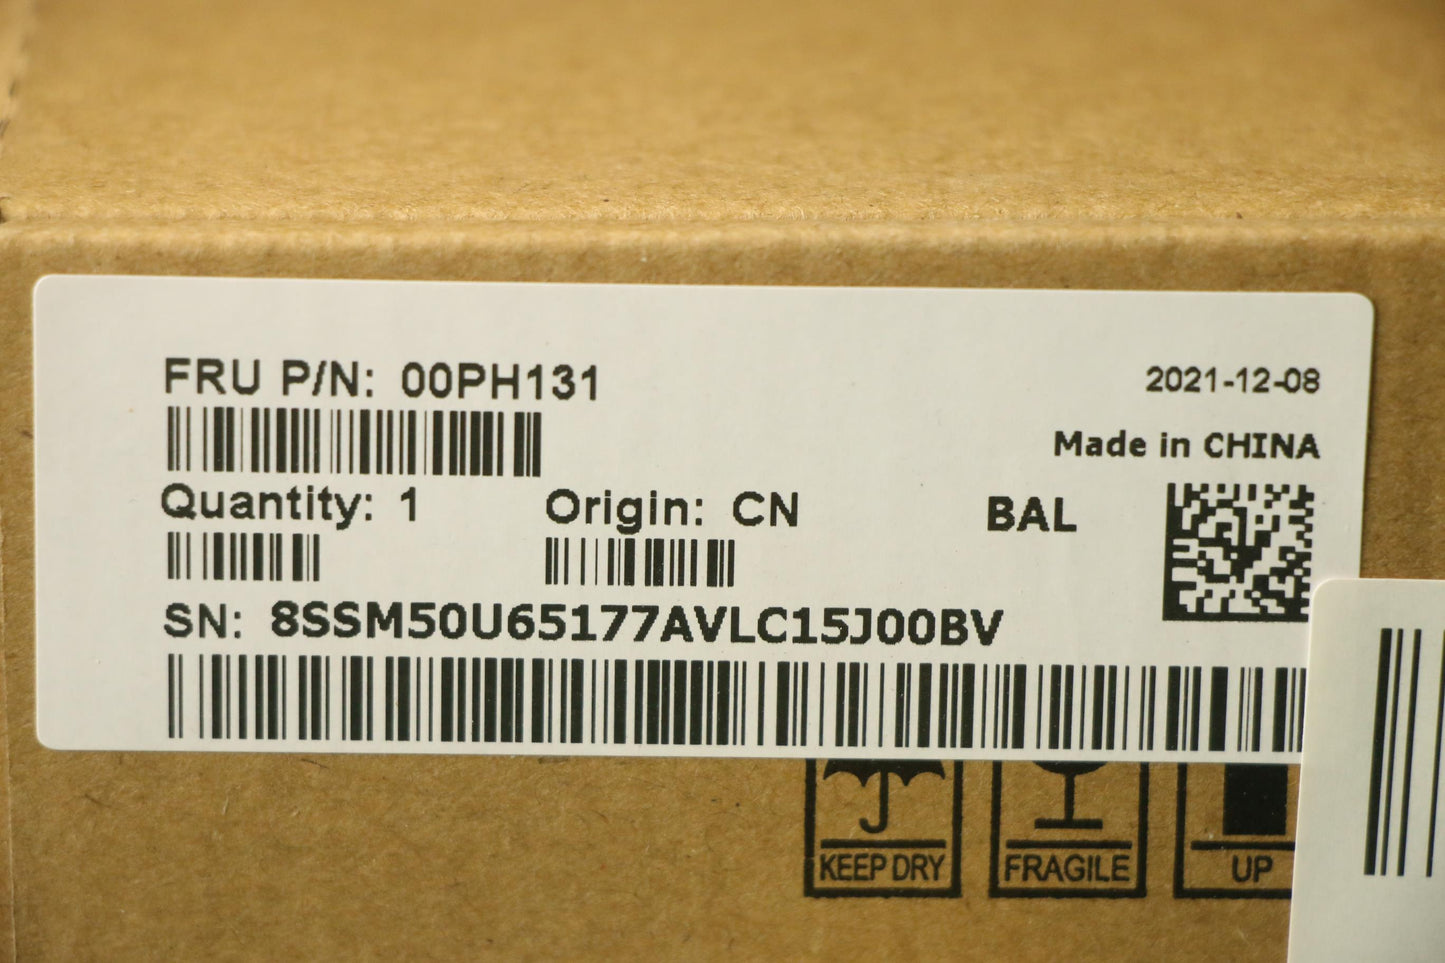 FRU P/N: 00PH131
2021-12-08
Made in CHINA
Quantity: 1 Origin: CN BAL
SN: 8SSM50U65177AVLC15J00BV
KEEP DRY FRAGILE UP